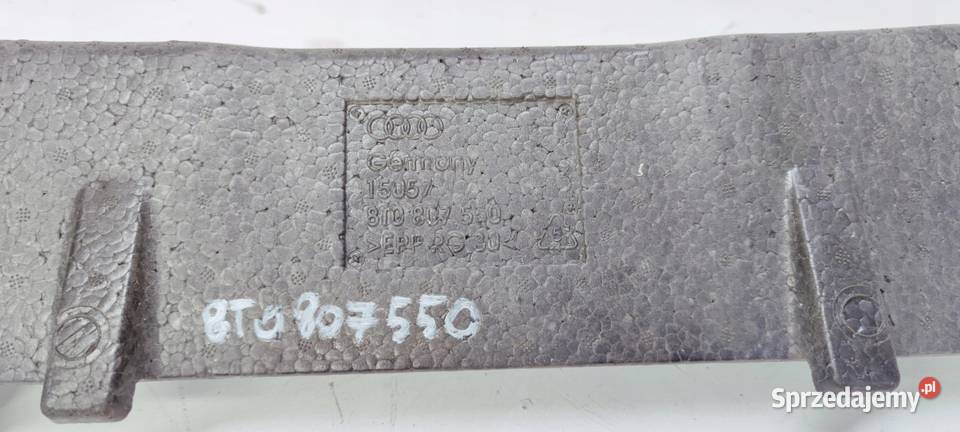 Germany
15057
8T0 807 550
>EPP RG 30<
8T0807550
Sprzedajemy.pl